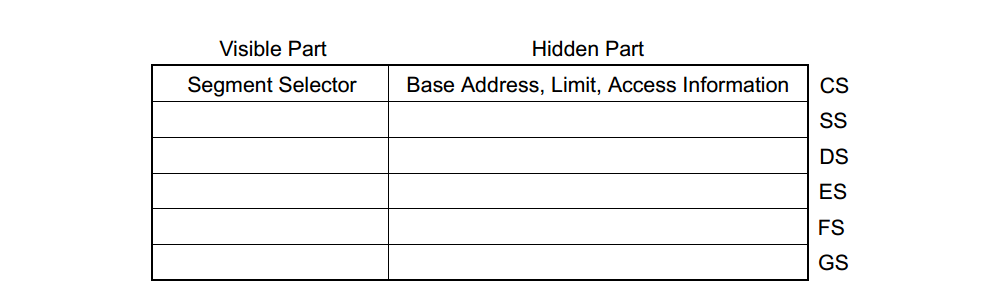 Visible Part Hidden Part
Segment Selector Base Address, Limit, Access Information CS
SS
DS
ES
FS
GS